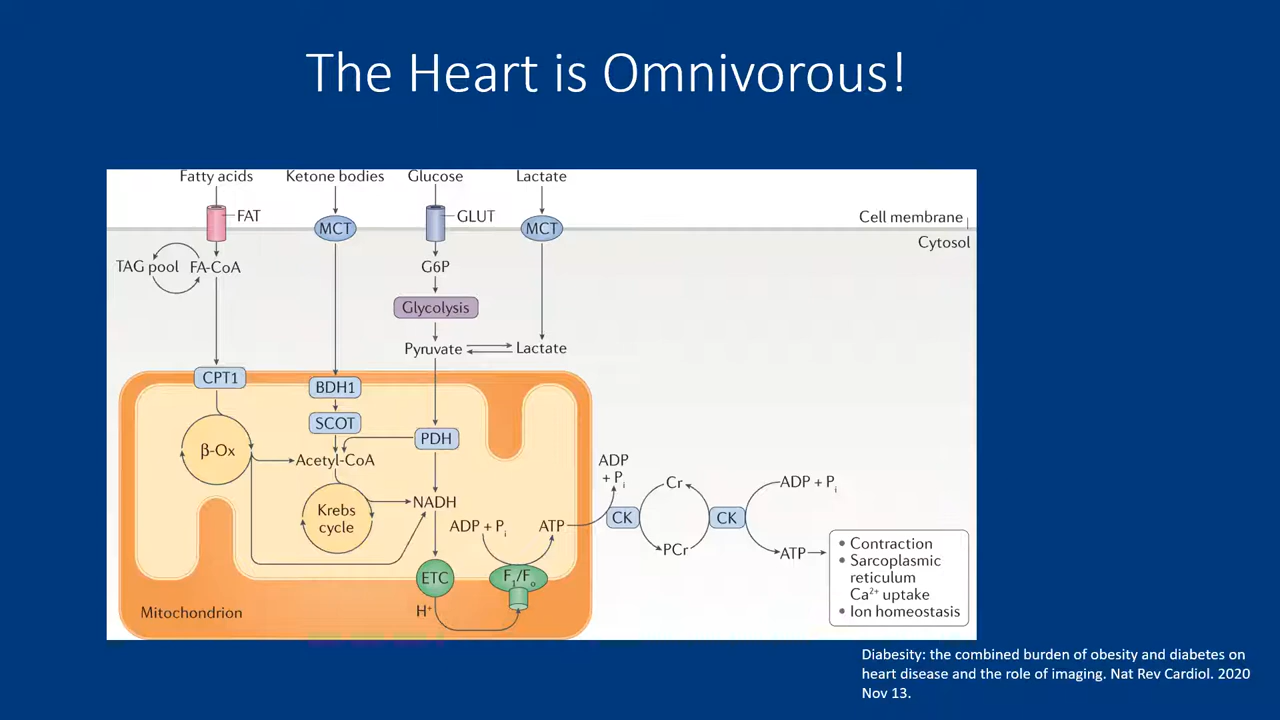 The Heart is Omnivorous!
Fatty acids
Ketone bodies
Glucose
Lactate
FAT
MCT
GLUT
MCT
Cell membrane
Cytosol
TAG pool
FA-CoA
G6P
Glycolysis
Pyruvate
Lactate
CPT1
BDH1
SCOT
PDH
β-Ox
Acetyl-CoA
Krebs
cycle
NADH
ADP + Pi
ATP
ETC
F1/Fo
H+
Mitochondrion
ADP
+ Pi
CK
Cr
PCr
CK
ADP + Pi
ATP
• Contraction
• Sarcoplasmic
reticulum
Ca2+ uptake
• Ion homeostasis
Diabesity: the combined burden of obesity and diabetes on
heart disease and the role of imaging. Nat Rev Cardiol. 2020
Nov 13.